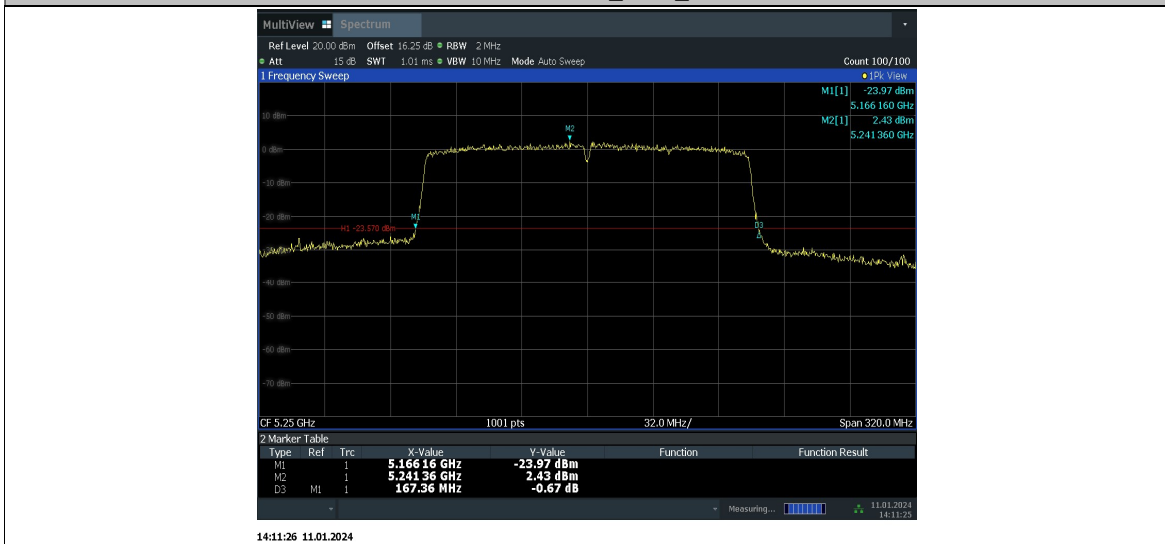 MultiView Spectrum
Ref Level 20.00 dBm Offset 16.25 dB RBW 2 MHz
Att 15 dB SWT 1.01 ms VBW 10 MHz Mode Auto Sweep Count 100/100
1 Frequency Sweep 1Pk View
M1[1] -23.97 dBm
5.166 160 GHz
M2[1] 2.43 dBm
5.241 360 GHz
10 dBm
M2
0 dBm
-10 dBm
-20 dBm
M1
H1 -23.570 dBm
D3
-30 dBm
-40 dBm
-50 dBm
-60 dBm
-70 dBm
CF 5.25 GHz 1001 pts 32.0 MHz/ Span 320.0 MHz
2 Marker Table
Type Ref Trc X-Value Y-Value Function Function Result
M1 1 5.166 16 GHz -23.97 dBm
M2 1 5.241 36 GHz 2.43 dBm
D3 M1 1 167.36 MHz -0.67 dB
Measuring... 11.01.2024
14:11:25
14:11:26 11.01.2024